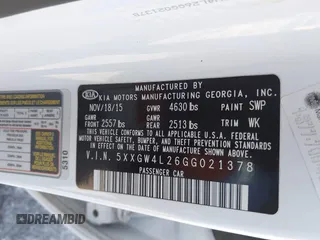 KIA MANUFACTURED BY
KIA MOTORS MANUFACTURING GEORGIA, INC.
NOV/18/15 GVWR 4630 lbs PAINT SWP
GAWR GAWR
FRONT 2557 lbs REAR 2513 lbs TRIM WK
THIS VEHICLE CONFORMS TO ALL APPLICABLE U.S.
FEDERAL MOTOR VEHICLE SAFETY, BUMPER, AND
THEFT PREVENTION STANDARDS IN EFFECT ON THE
DATE OF MANUFACTURE SHOWN ABOVE.
V.I.N. 5XXGW4L26GG021378
PASSENGER CAR
5310
DREAMBID